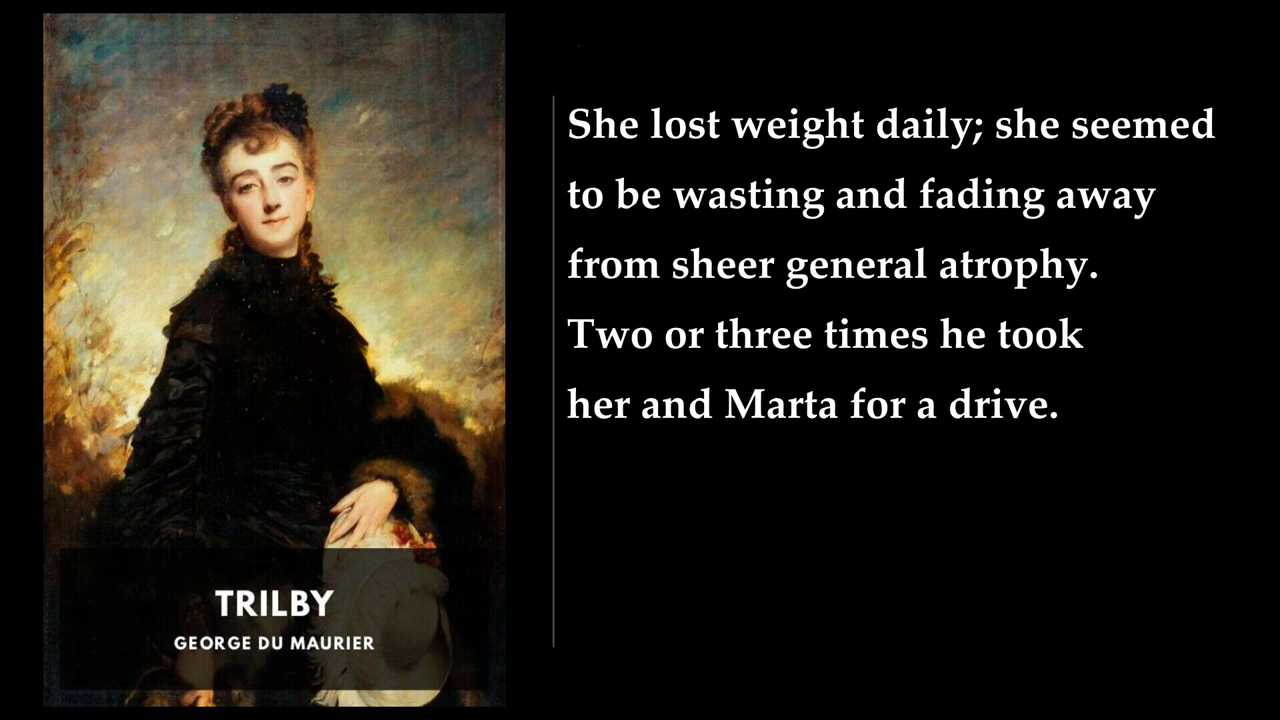 TRILBY
GEORGE DU MAURIER
She lost weight daily; she seemed
to be wasting and fading away
from sheer general atrophy.
Two or three times he took
her and Marta for a drive.